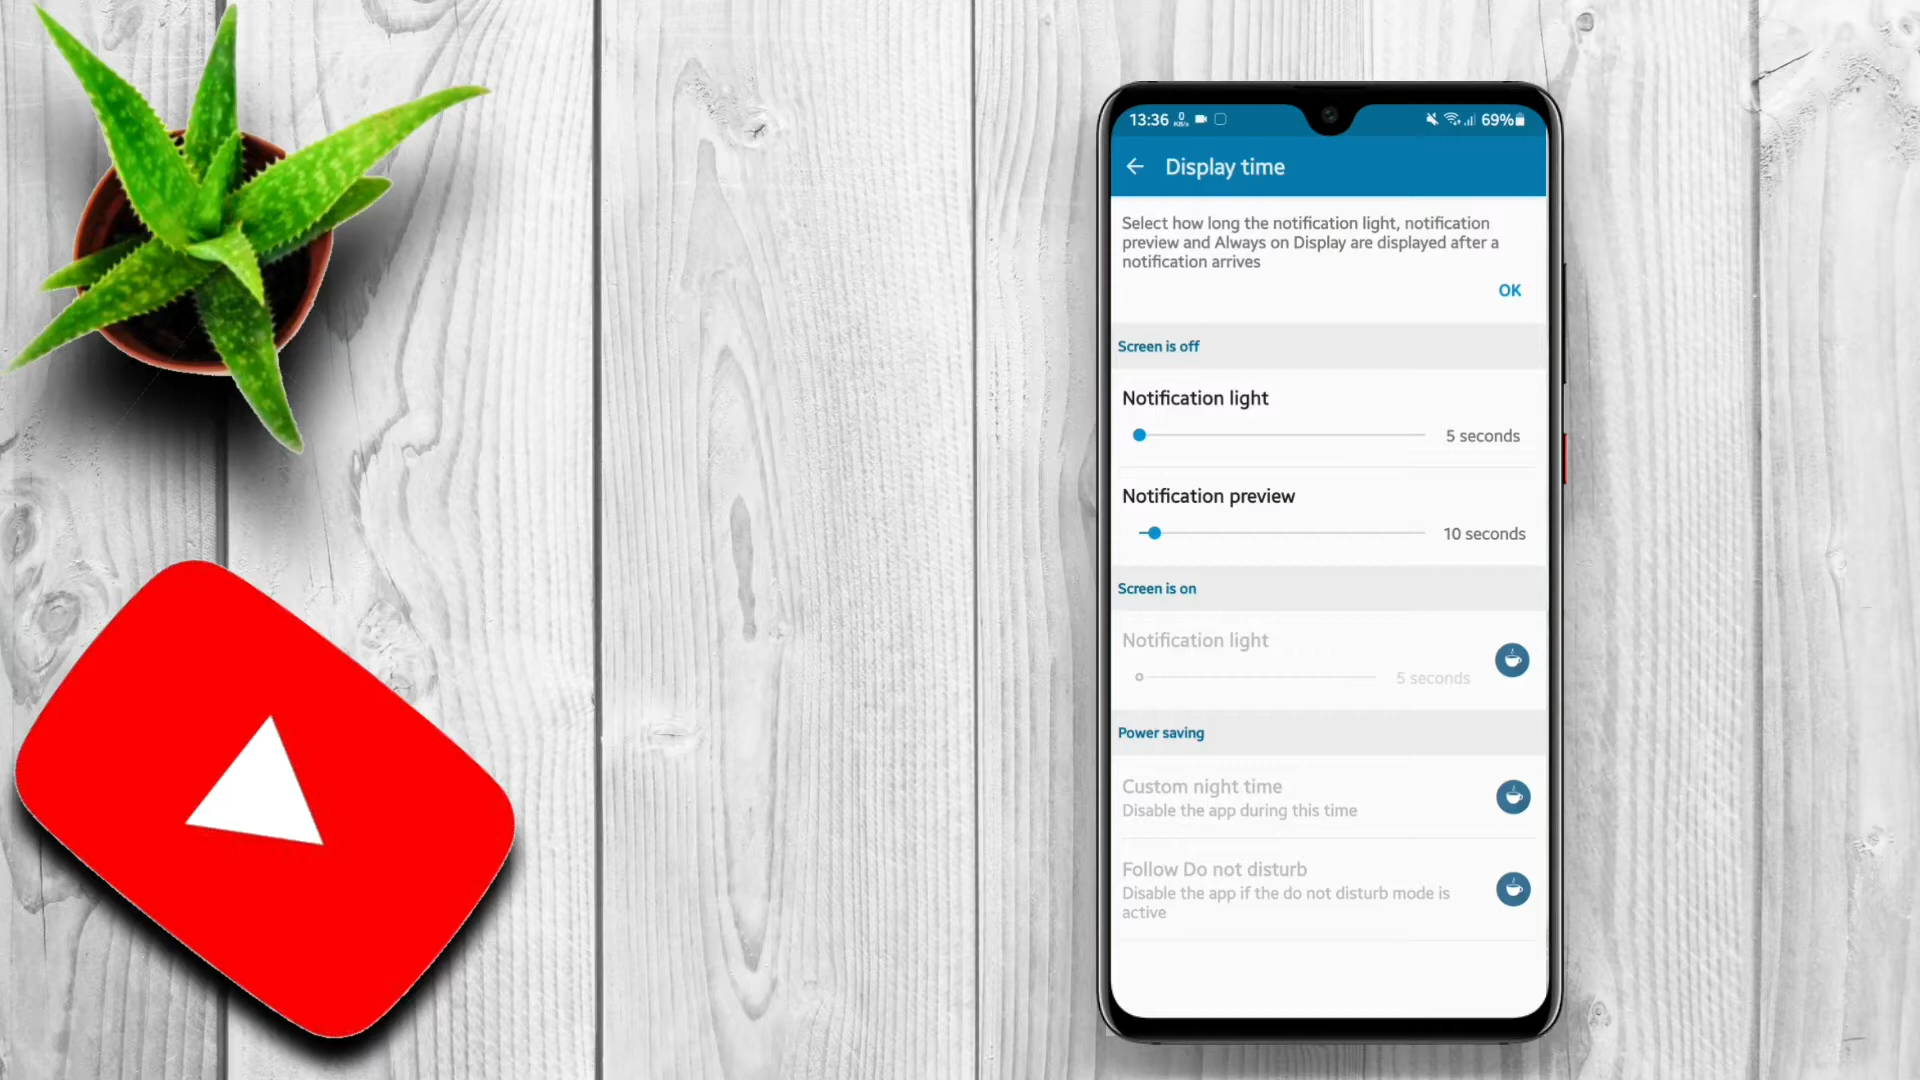 13:36 0 KB/s 69%
Display time
Select how long the notification light, notification
preview and Always on Display are displayed after a
notification arrives
OK
Screen is off
Notification light
5 seconds
Notification preview
10 seconds
Screen is on
Notification light
5 seconds
Power saving
Custom night time
Disable the app during this time
Follow Do not disturb
Disable the app if the do not disturb mode is
active